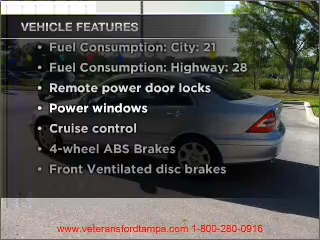 VEHICLE FEATURES
• Fuel Consumption: City: 21
• Fuel Consumption: Highway: 28
• Remote power door locks
• Power windows
• Cruise control
• 4-wheel ABS Brakes
• Front Ventilated disc brakes
www.veteransfordtampa.com 1-800-280-0916